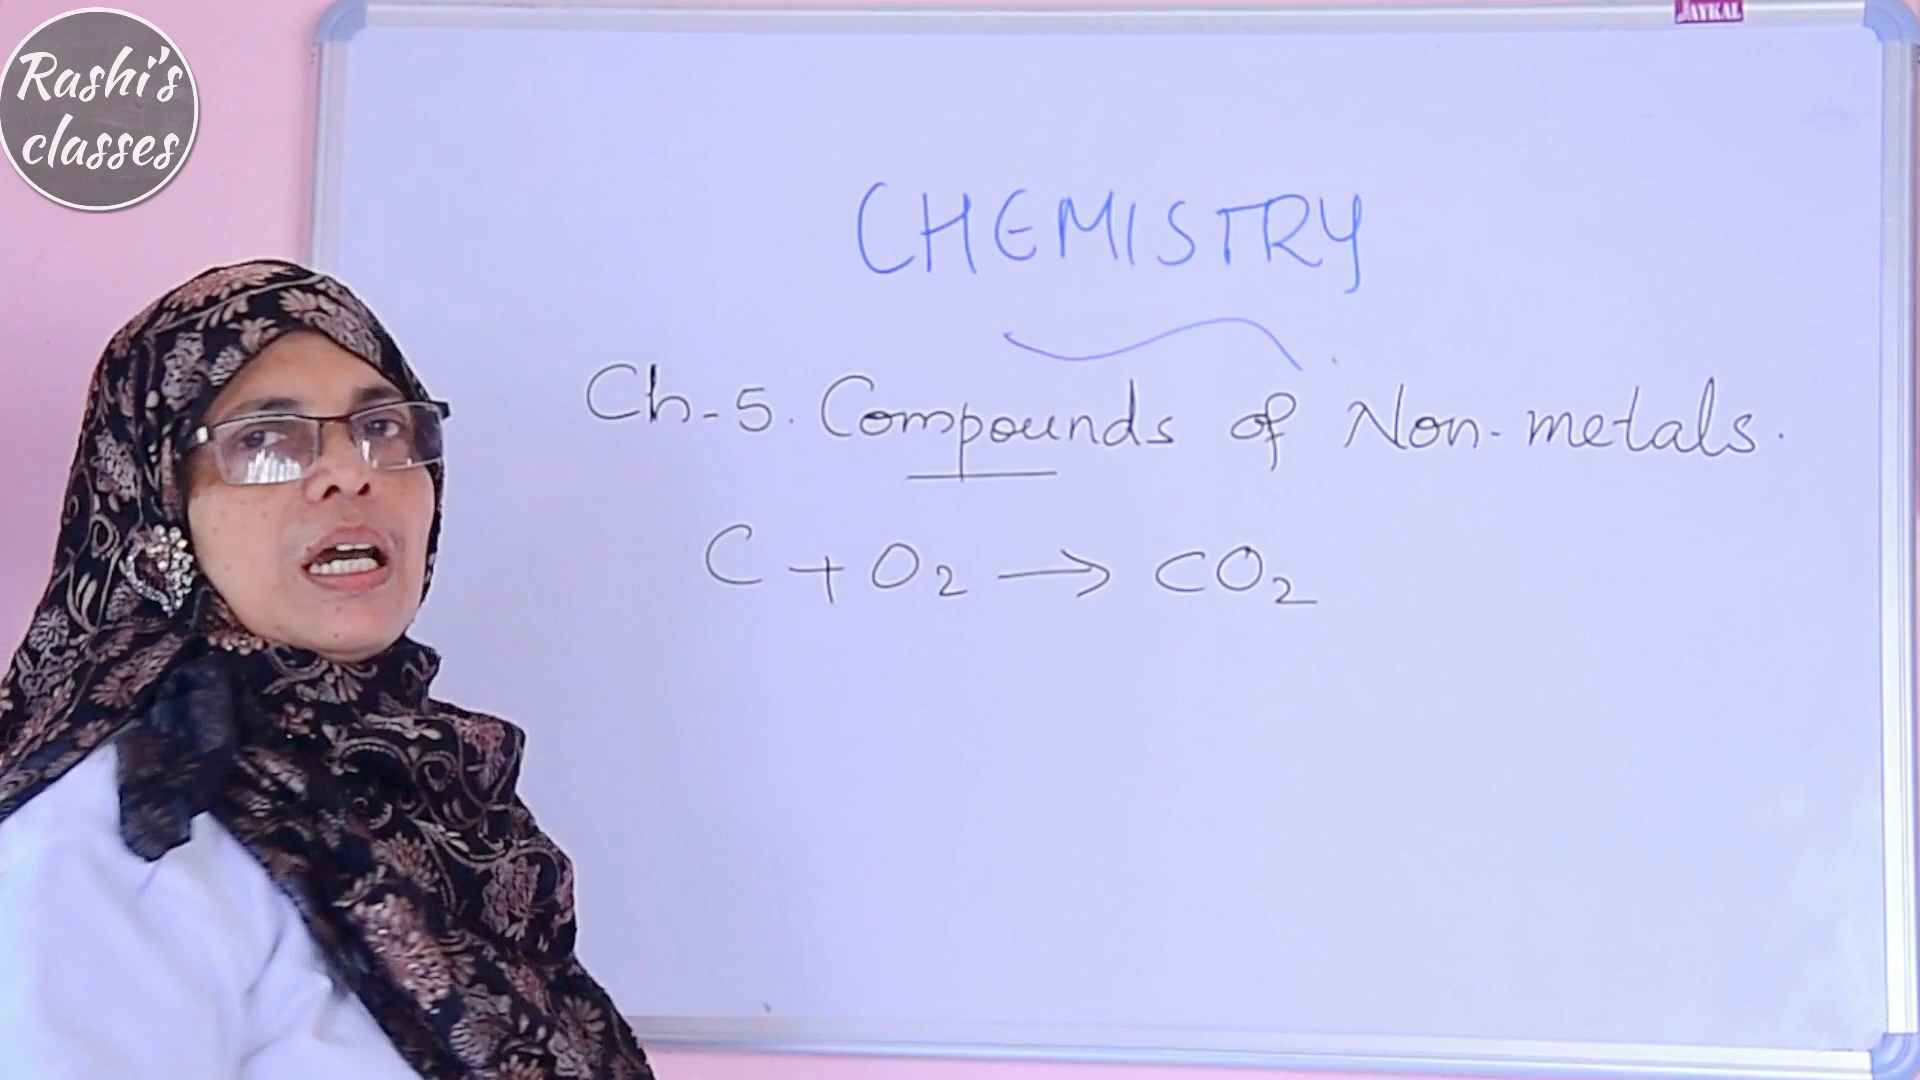 Rashi's
classes
JAYKAL
CHEMISTRY
Ch-5. Compounds of Non-metals.
C + O2 → CO2